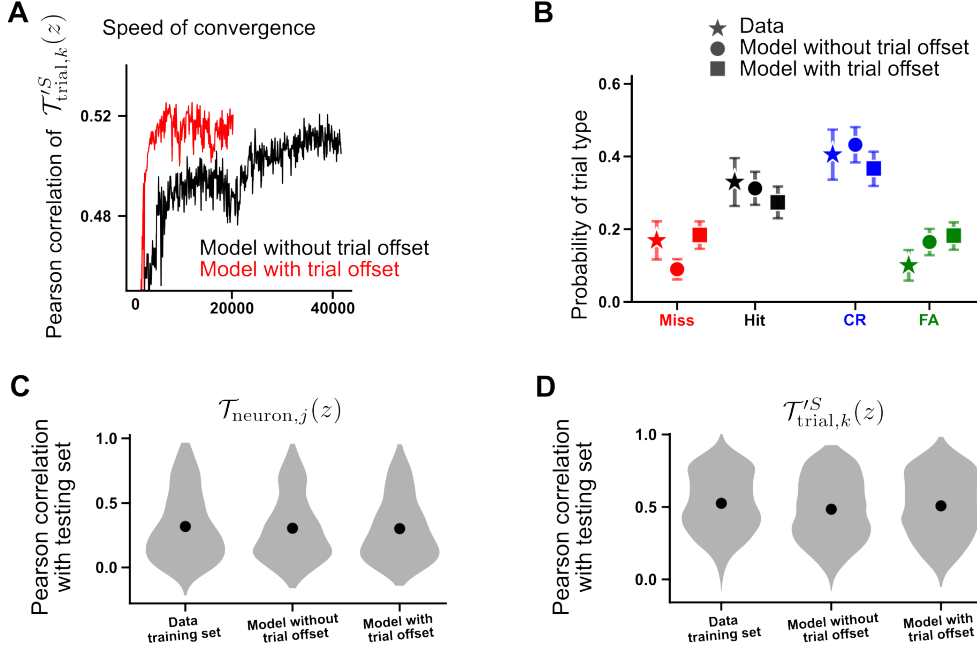 A
Speed of convergence
Pearson correlation of 𝒯′ˢ_trial,k(z)
0.52
0.48
Model without trial offset
Model with trial offset
0
20000
40000
B
Data
Model without trial offset
Model with trial offset
Probability of trial type
0.6
0.4
0.2
0.0
Miss
Hit
CR
FA
C
𝒯_neuron,j(z)
Pearson correlation
with testing set
1.0
0.5
0.0
Data
training set
Model without
trial offset
Model with
trial offset
D
𝒯′ˢ_trial,k(z)
Pearson correlation
with testing set
1.0
0.5
0.0
Data
training set
Model without
trial offset
Model with
trial offset